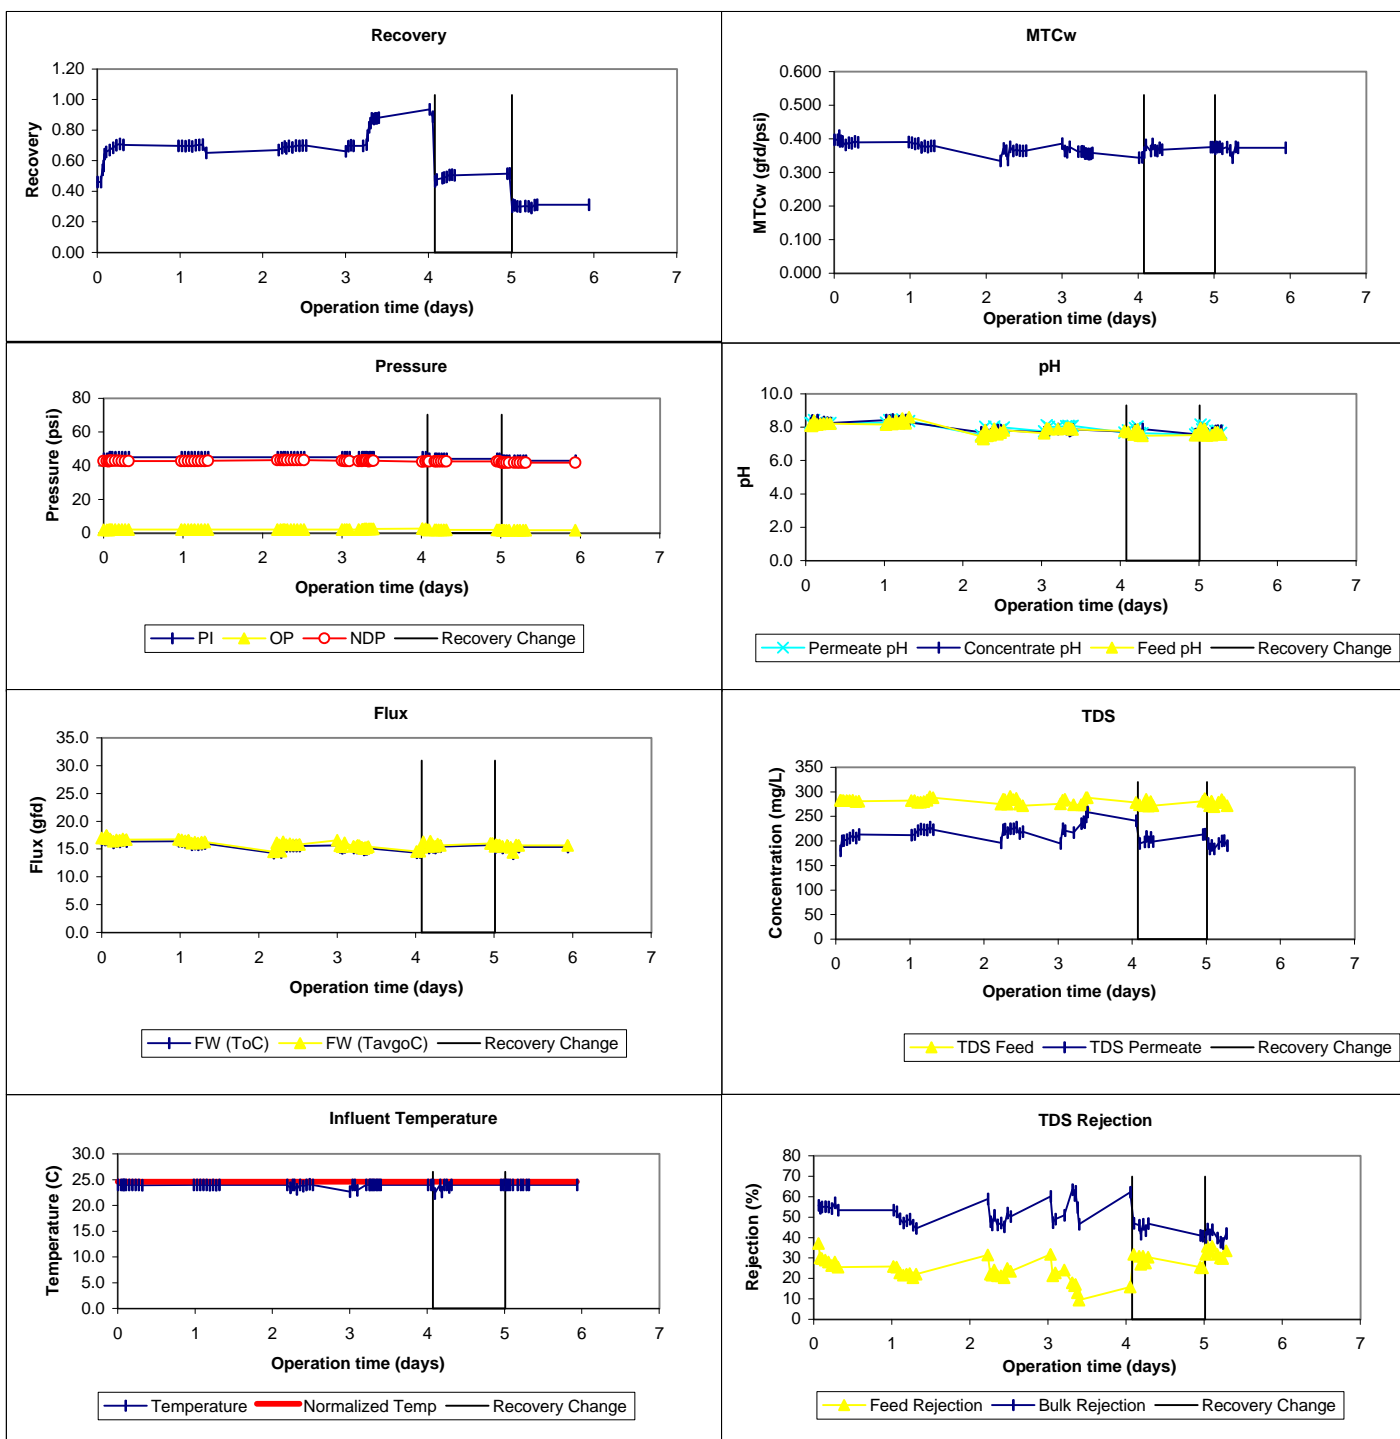 Recovery
1.20
1.00
0.80
0.60
0.40
0.20
0.00
Recovery
0 1 2 3 4 5 6 7
Operation time (days)
MTCw
0.600
0.500
0.400
0.300
0.200
0.100
0.000
MTCw (gfd/psi)
0 1 2 3 4 5 6 7
Operation time (days)
Pressure
80
60
40
20
0
Pressure (psi)
0 1 2 3 4 5 6 7
Operation time (days)
PI OP NDP Recovery Change
pH
10.0
8.0
6.0
4.0
2.0
0.0
pH
0 1 2 3 4 5 6 7
Operation time (days)
Permeate pH Concentrate pH Feed pH Recovery Change
Flux
35.0
30.0
25.0
20.0
15.0
10.0
5.0
0.0
Flux (gfd)
0 1 2 3 4 5 6 7
Operation time (days)
FW (ToC) FW (TavgoC) Recovery Change
TDS
350
300
250
200
150
100
50
0
Concentration (mg/L)
0 1 2 3 4 5 6 7
Operation time (days)
TDS Feed TDS Permeate Recovery Change
Influent Temperature
30.0
25.0
20.0
15.0
10.0
5.0
0.0
Temperature (C)
0 1 2 3 4 5 6 7
Operation time (days)
Temperature Normalized Temp Recovery Change
TDS Rejection
80
70
60
50
40
30
20
10
0
Rejection (%)
0 1 2 3 4 5 6 7
Operation time (days)
Feed Rejection Bulk Rejection Recovery Change